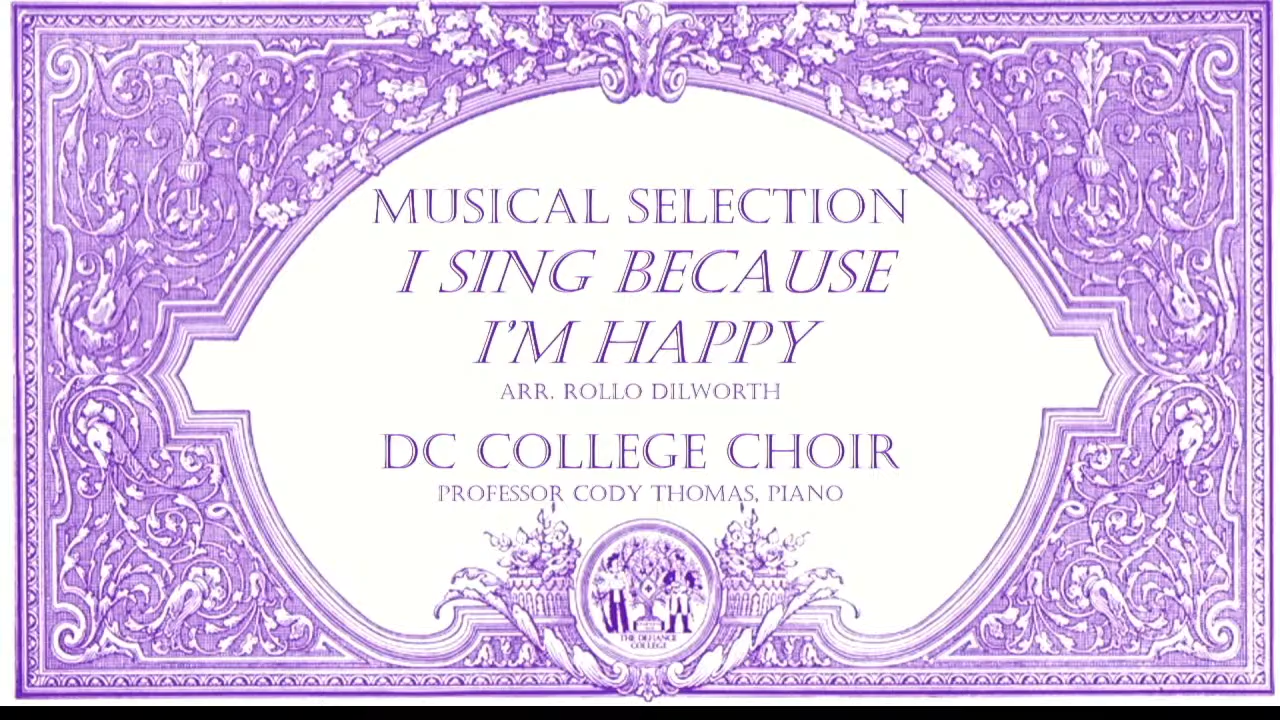 MUSICAL SELECTION
I SING BECAUSE
I'M HAPPY
ARR. ROLLO DILWORTH
DC COLLEGE CHOIR
PROFESSOR CODY THOMAS, PIANO
THE DEFIANCE
COLLEGE